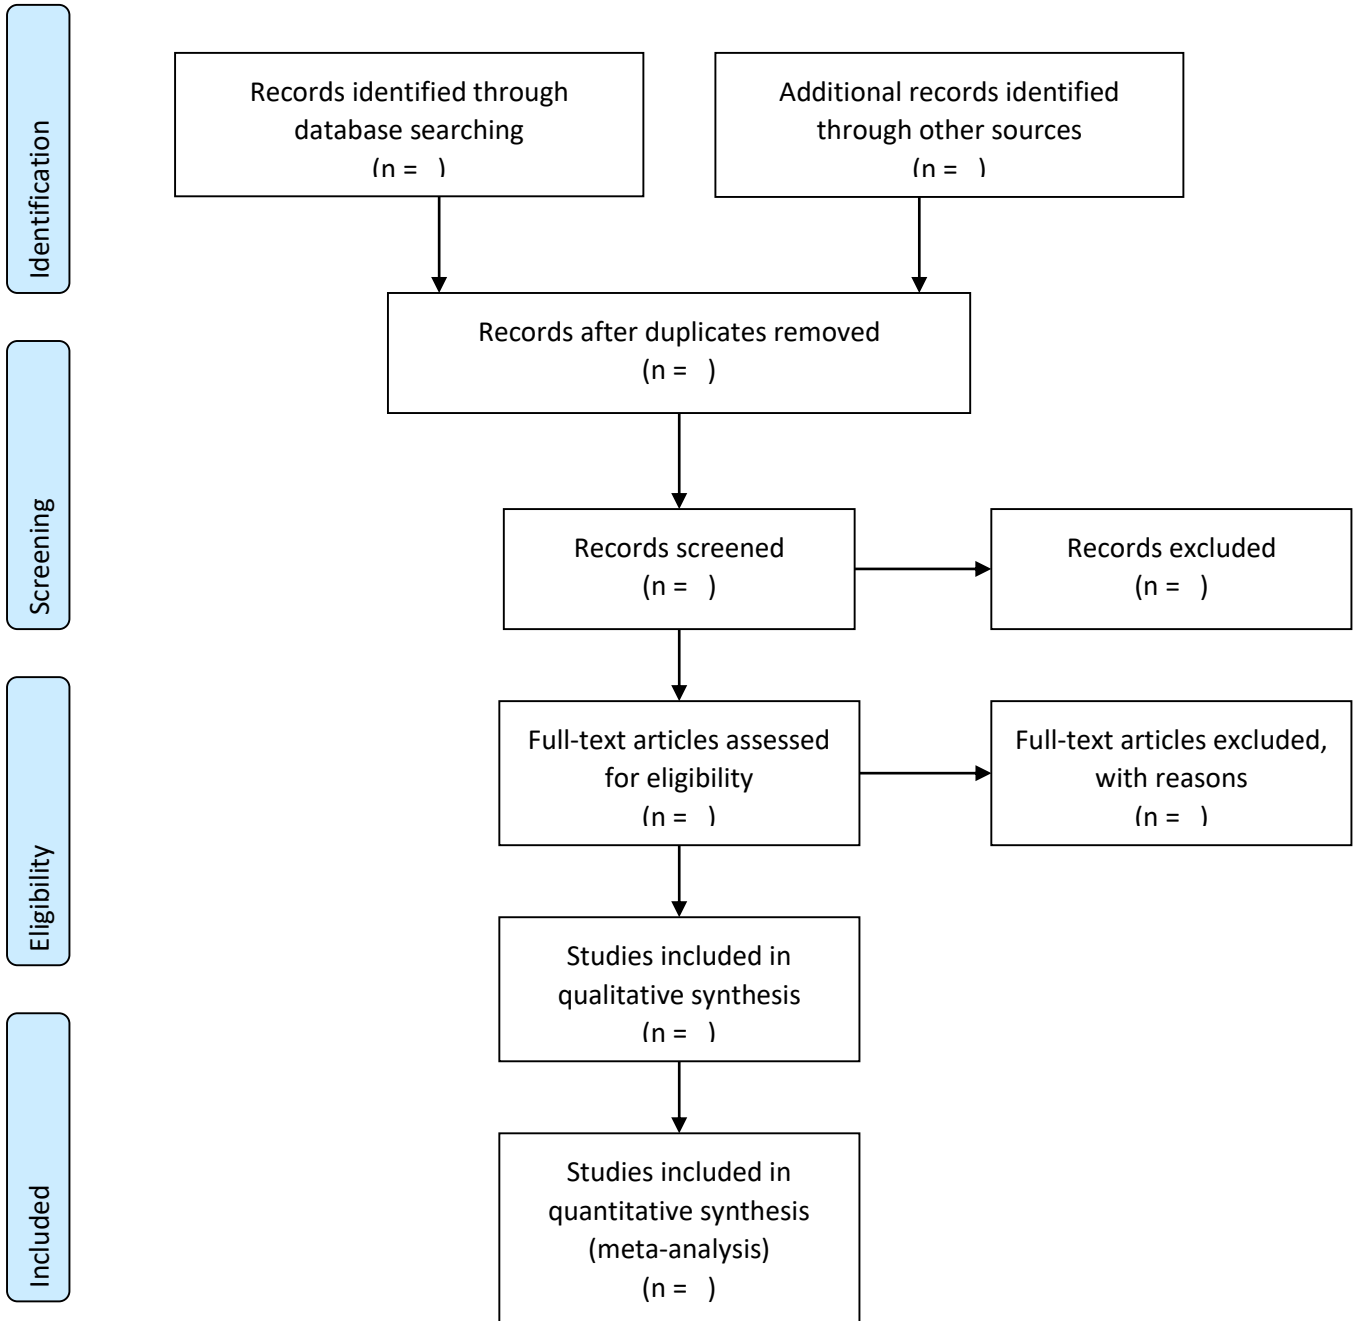 Identification
Records identified through
database searching
(n =   )
Additional records identified
through other sources
(n =   )
Records after duplicates removed
(n =   )
Screening
Records screened
(n =   )
Records excluded
(n =   )
Eligibility
Full-text articles assessed
for eligibility
(n =   )
Full-text articles excluded,
with reasons
(n =   )
Studies included in
qualitative synthesis
(n =   )
Included
Studies included in
quantitative synthesis
(meta-analysis)
(n =   )